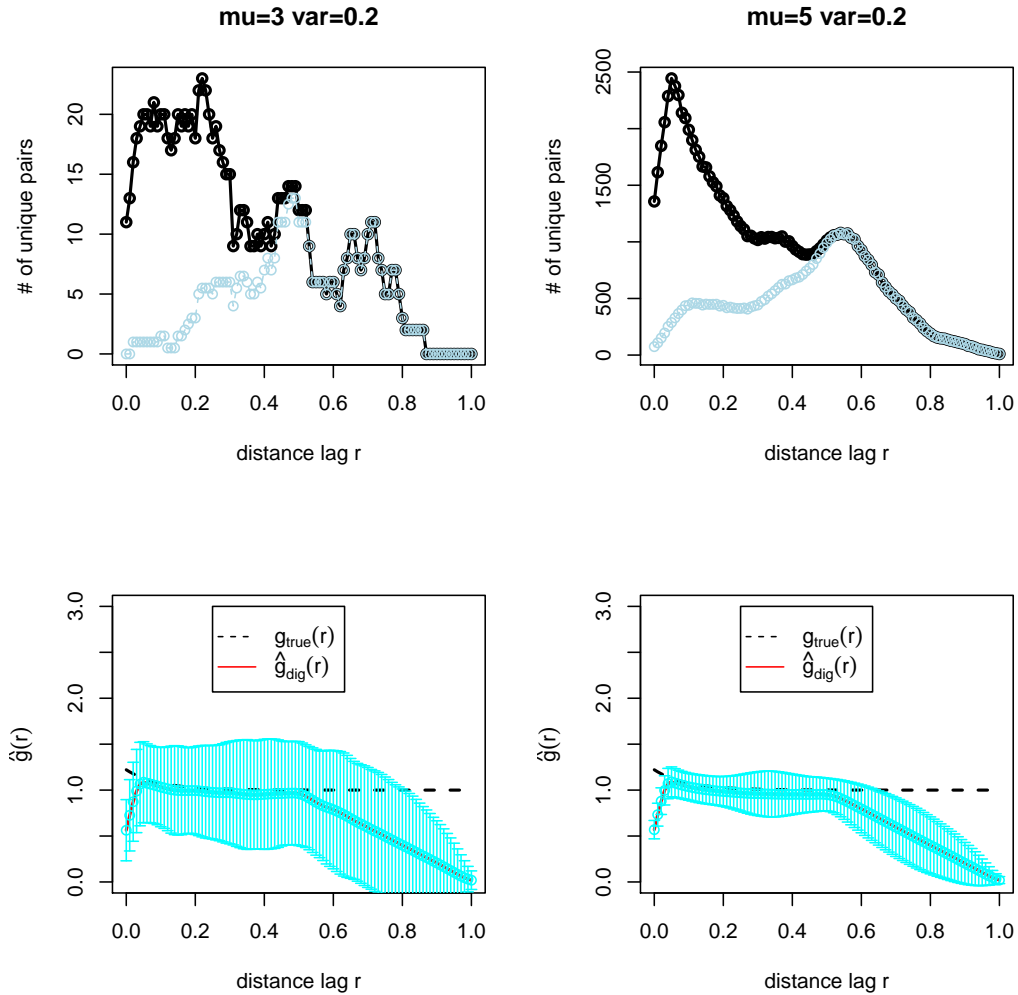 mu=3 var=0.2
# of unique pairs
0 5 10 15 20
0.0 0.2 0.4 0.6 0.8 1.0
distance lag r
mu=5 var=0.2
# of unique pairs
0 500 1500 2500
0.0 0.2 0.4 0.6 0.8 1.0
distance lag r
ĝ(r)
0.0 1.0 2.0 3.0
g_true(r)
ĝ_dig(r)
0.0 0.2 0.4 0.6 0.8 1.0
distance lag r
ĝ(r)
0.0 1.0 2.0 3.0
g_true(r)
ĝ_dig(r)
0.0 0.2 0.4 0.6 0.8 1.0
distance lag r